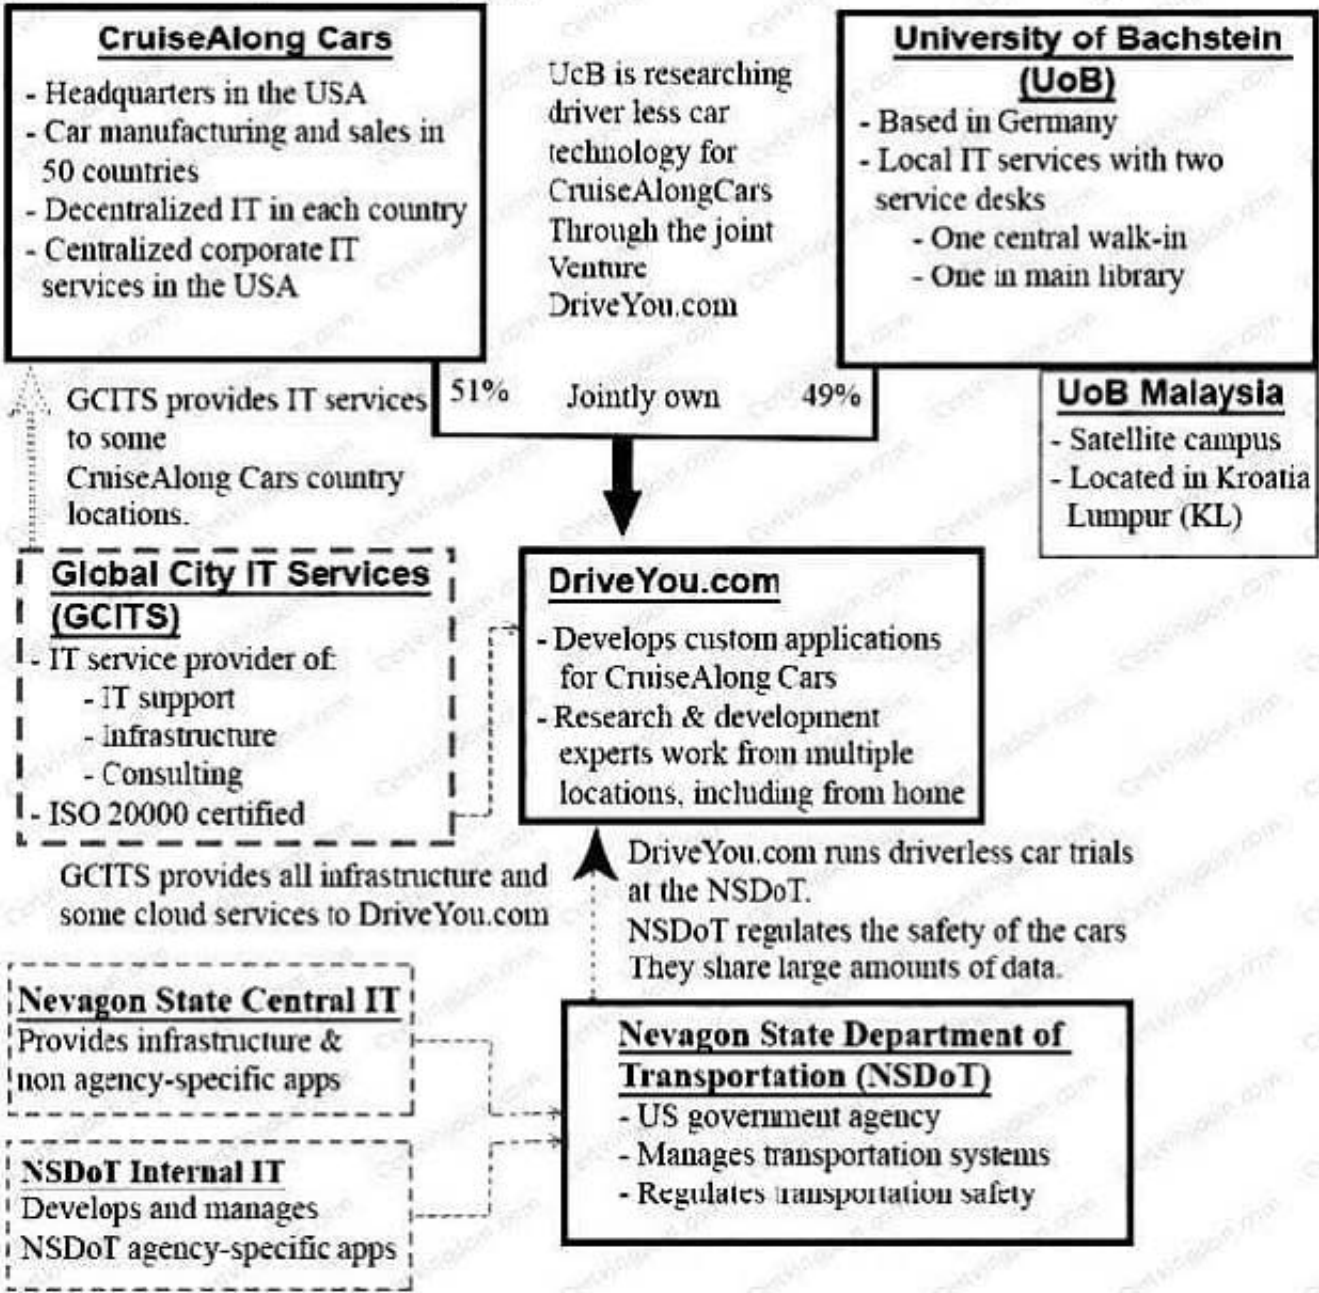 CruiseAlong Cars
- Headquarters in the USA
- Car manufacturing and sales in
50 countries
- Decentralized IT in each country
- Centralized corporate IT
services in the USA
UcB is researching
driver less car
technology for
CruiseAlongCars
Through the joint
Venture
DriveYou.com
University of Bachstein
(UoB)
- Based in Germany
- Local IT services with two
service desks
- One central walk-in
- One in main library
51% Jointly own 49%
UoB Malaysia
- Satellite campus
- Located in Kroatia
Lumpur (KL)
GCITS provides IT services
to some
CruiseAlong Cars country
locations.
Global City IT Services
(GCITS)
- IT service provider of:
- IT support
- Infrastructure
- Consulting
- ISO 20000 certified
DriveYou.com
- Develops custom applications
for CruiseAlong Cars
- Research & development
experts work from multiple
locations, including from home
GCITS provides all infrastructure and
some cloud services to DriveYou.com
DriveYou.com runs driverless car trials
at the NSDoT.
NSDoT regulates the safety of the cars
They share large amounts of data.
Nevagon State Central IT
Provides infrastructure &
non agency-specific apps
NSDoT Internal IT
Develops and manages
NSDoT agency-specific apps
Nevagon State Department of
Transportation (NSDoT)
- US government agency
- Manages transportation systems
- Regulates transportation safety